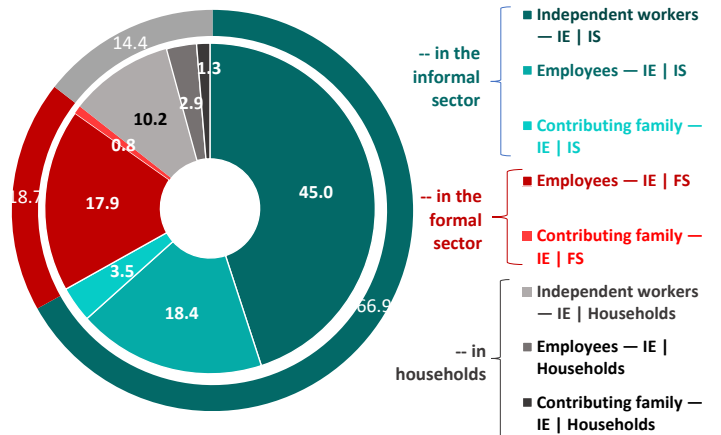 14.4
1.3
2.9
10.2
0.8
18.7
17.9
45.0
3.5
18.4
66.9
-- in the
informal
sector
Independent workers
— IE | IS
Employees — IE | IS
Contributing family —
IE | IS
-- in the
formal
sector
Employees — IE | FS
Contributing family —
IE | FS
-- in
households
Independent workers
— IE | Households
Employees — IE |
Households
Contributing family —
IE | Households